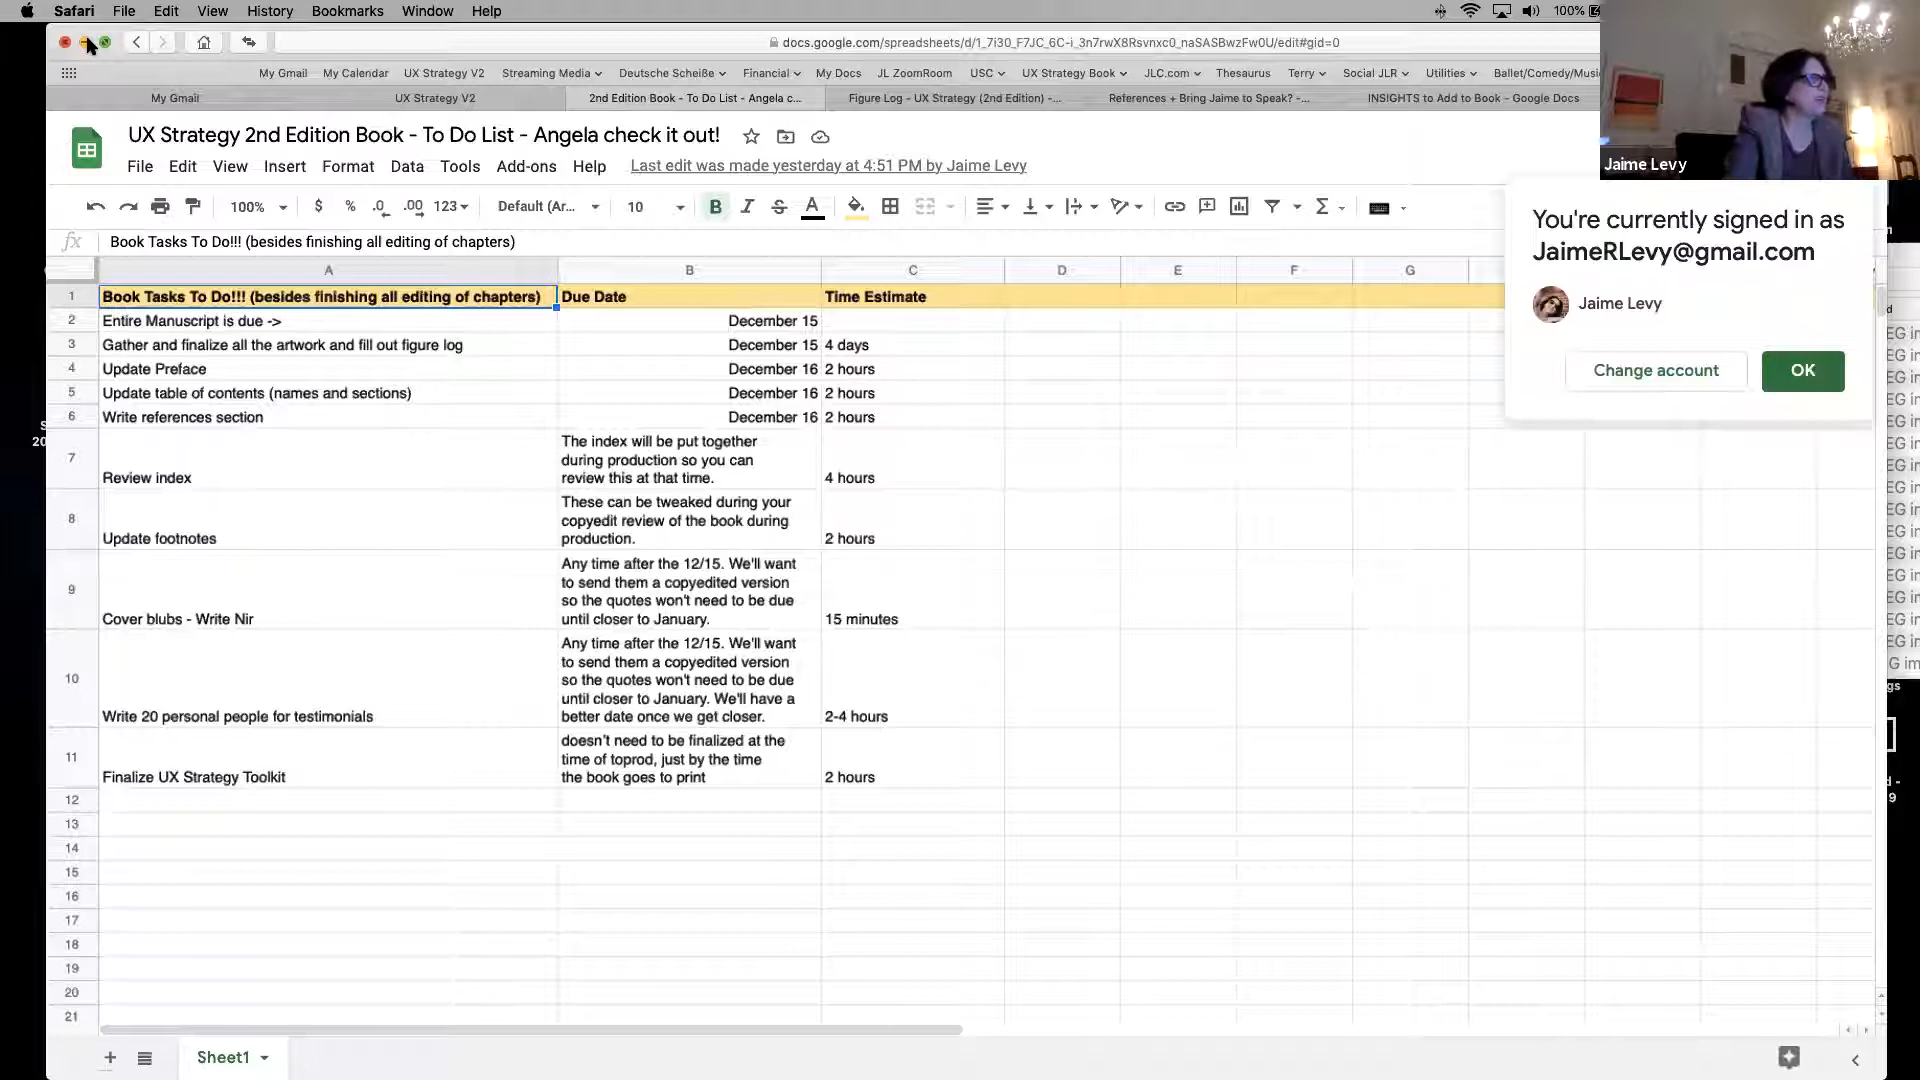 Safari File Edit View History Bookmarks Window Help 100%
docs.google.com/spreadsheets/d/1_7i30_F7JC_6C-i_3n7rwX8Rsvnxc0_naSASBwzFw0U/edit#gid=0
My Gmail My Calendar UX Strategy V2 Streaming Media Deutsche Scheiße Financial My Docs JL ZoomRoom USC UX Strategy Book JLC.com Thesaurus Terry Social JLR Utilities Ballet/Comedy/Musi
My Gmail UX Strategy V2 2nd Edition Book - To Do List - Angela c... Figure Log - UX Strategy (2nd Edition) -... References + Bring Jaime to Speak? -... INSIGHTS to Add to Book - Google Docs
Jaime Levy
UX Strategy 2nd Edition Book - To Do List - Angela check it out!
File Edit View Insert Format Data Tools Add-ons Help Last edit was made yesterday at 4:51 PM by Jaime Levy
100% $ % .0 .00 123 Default (Ar... 10 B I S A
fx Book Tasks To Do!!! (besides finishing all editing of chapters)
You're currently signed in as
JaimeRLevy@gmail.com
Jaime Levy
Change account OK
A B C D E F G
1 Book Tasks To Do!!! (besides finishing all editing of chapters) Due Date Time Estimate
2 Entire Manuscript is due -> December 15
3 Gather and finalize all the artwork and fill out figure log December 15 4 days
4 Update Preface December 16 2 hours
5 Update table of contents (names and sections) December 16 2 hours
6 Write references section December 16 2 hours
The index will be put together
7 during production so you can
Review index review this at that time. 4 hours
These can be tweaked during your
8 copyedit review of the book during
Update footnotes production. 2 hours
Any time after the 12/15. We'll want
9 to send them a copyedited version
so the quotes won't need to be due
Cover blubs - Write Nir until closer to January. 15 minutes
Any time after the 12/15. We'll want
to send them a copyedited version
10 so the quotes won't need to be due
until closer to January. We'll have a
Write 20 personal people for testimonials better date once we get closer. 2-4 hours
doesn't need to be finalized at the
11 time of toprod, just by the time
Finalize UX Strategy Toolkit the book goes to print 2 hours
12
13
14
15
16
17
18
19
20
21
Sheet1